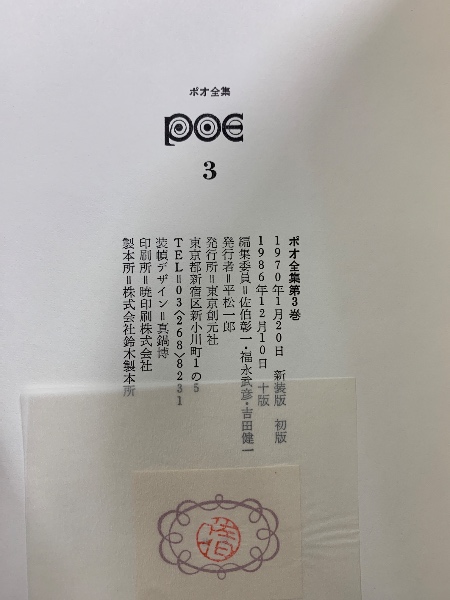 ポオ全集
poe
3
ポオ全集第3巻
1970年1月20日 新装版 初版
1986年12月10日 十版
編集委員=佐伯彰一・福永武彦・吉田健一
発行者=平松一郎
発行所=東京創元社
東京都新宿区新小川町1の5
TEL=03〈268〉8231
装幀デザイン=真鍋博
印刷所=暁印刷株式会社
製本所=株式会社鈴木製本所